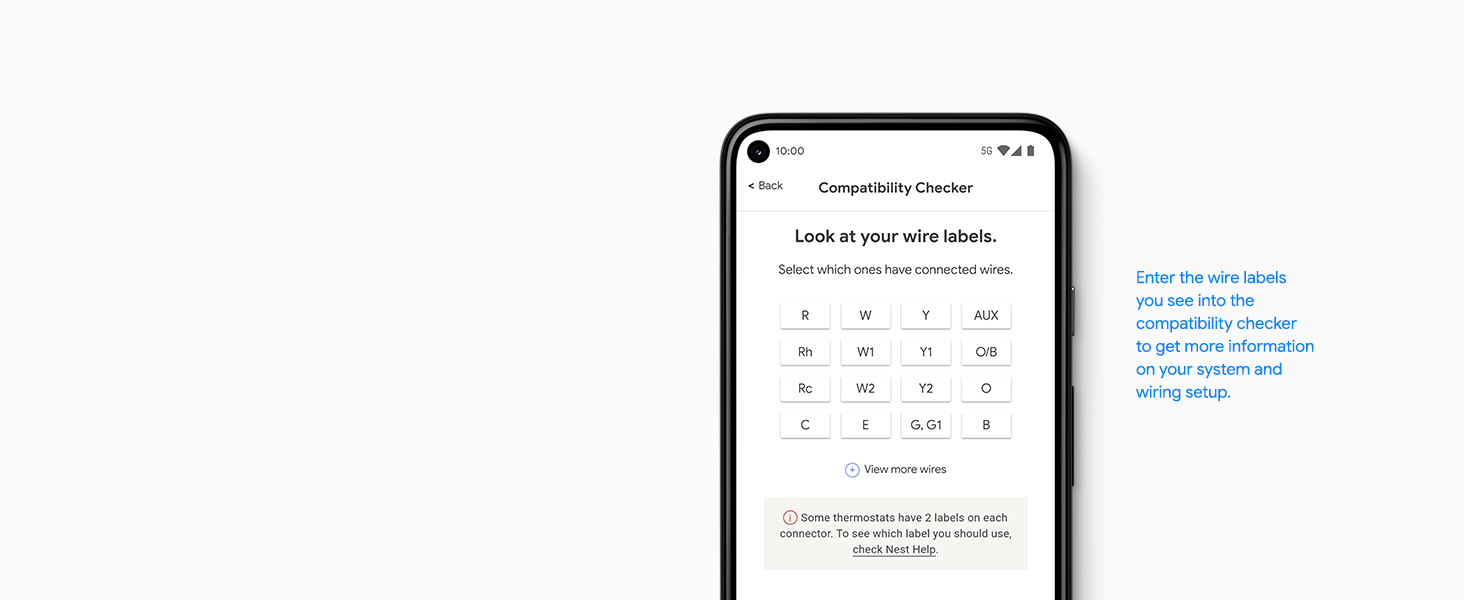 10:00
5G
< Back
Compatibility Checker
Look at your wire labels.
Select which ones have connected wires.
R W Y AUX
Rh W1 Y1 O/B
Rc W2 Y2 O
C E G, G1 B
View more wires
Some thermostats have 2 labels on each
connector. To see which label you should use,
check Nest Help.
Enter the wire labels
you see into the
compatibility checker
to get more information
on your system and
wiring setup.